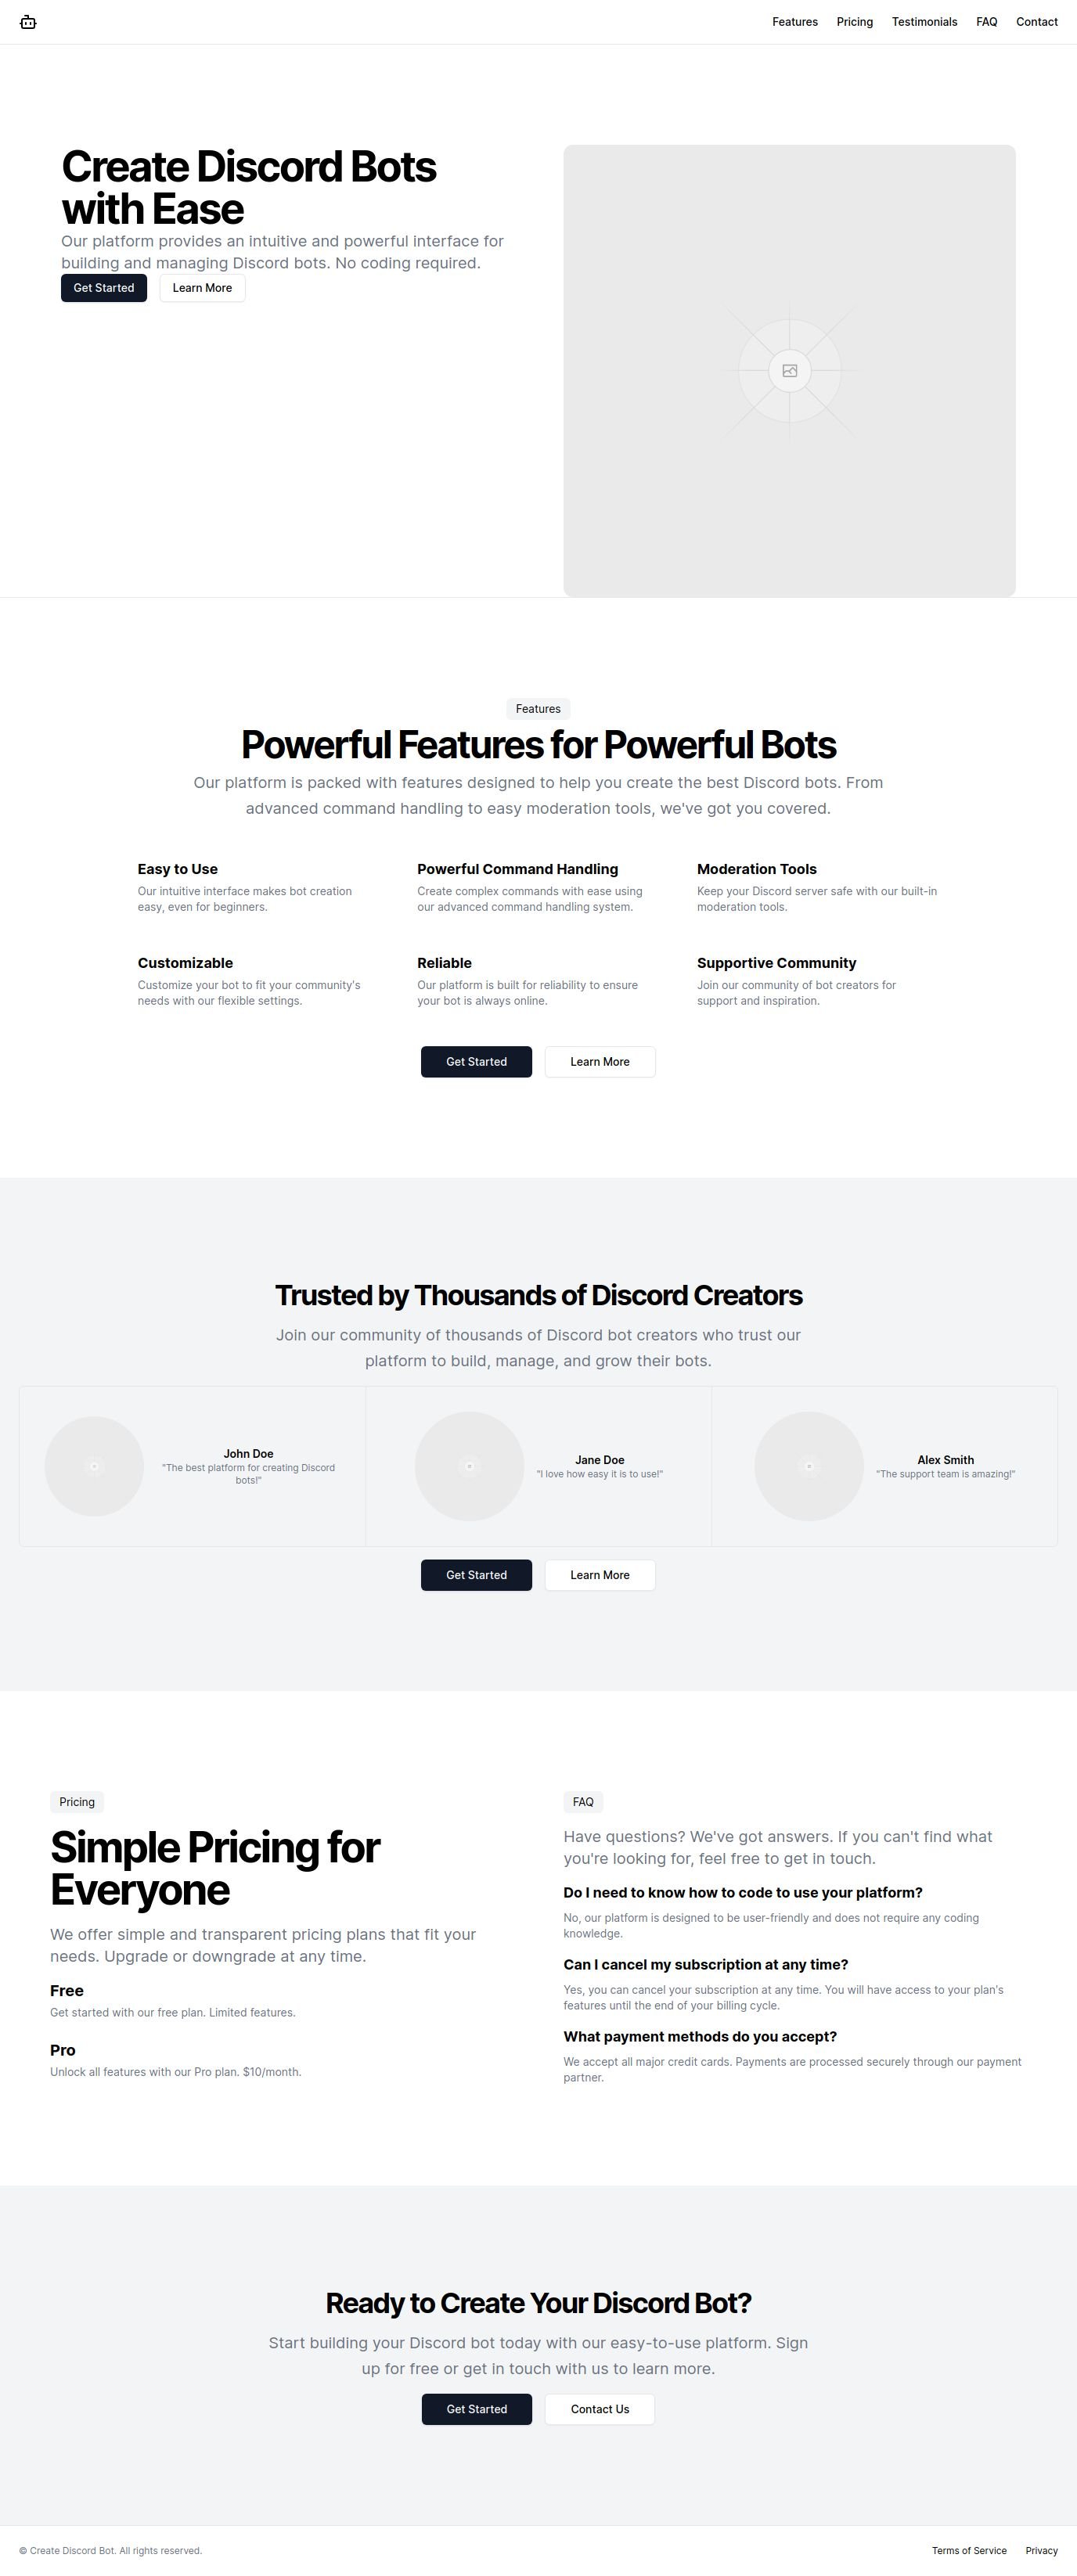 Features Pricing Testimonials FAQ Contact
Create Discord Bots
with Ease
Our platform provides an intuitive and powerful interface for
building and managing Discord bots. No coding required.
Get Started Learn More
Features
Powerful Features for Powerful Bots
Our platform is packed with features designed to help you create the best Discord bots. From
advanced command handling to easy moderation tools, we've got you covered.
Easy to Use
Our intuitive interface makes bot creation
easy, even for beginners.
Powerful Command Handling
Create complex commands with ease using
our advanced command handling system.
Moderation Tools
Keep your Discord server safe with our built-in
moderation tools.
Customizable
Customize your bot to fit your community's
needs with our flexible settings.
Reliable
Our platform is built for reliability to ensure
your bot is always online.
Supportive Community
Join our community of bot creators for
support and inspiration.
Get Started Learn More
Trusted by Thousands of Discord Creators
Join our community of thousands of Discord bot creators who trust our
platform to build, manage, and grow their bots.
John Doe
"The best platform for creating Discord
bots!"
Jane Doe
"I love how easy it is to use!"
Alex Smith
"The support team is amazing!"
Get Started Learn More
Pricing
Simple Pricing for
Everyone
We offer simple and transparent pricing plans that fit your
needs. Upgrade or downgrade at any time.
Free
Get started with our free plan. Limited features.
Pro
Unlock all features with our Pro plan. $10/month.
FAQ
Have questions? We've got answers. If you can't find what
you're looking for, feel free to get in touch.
Do I need to know how to code to use your platform?
No, our platform is designed to be user-friendly and does not require any coding
knowledge.
Can I cancel my subscription at any time?
Yes, you can cancel your subscription at any time. You will have access to your plan's
features until the end of your billing cycle.
What payment methods do you accept?
We accept all major credit cards. Payments are processed securely through our payment
partner.
Ready to Create Your Discord Bot?
Start building your Discord bot today with our easy-to-use platform. Sign
up for free or get in touch with us to learn more.
Get Started Contact Us
© Create Discord Bot. All rights reserved.
Terms of Service Privacy